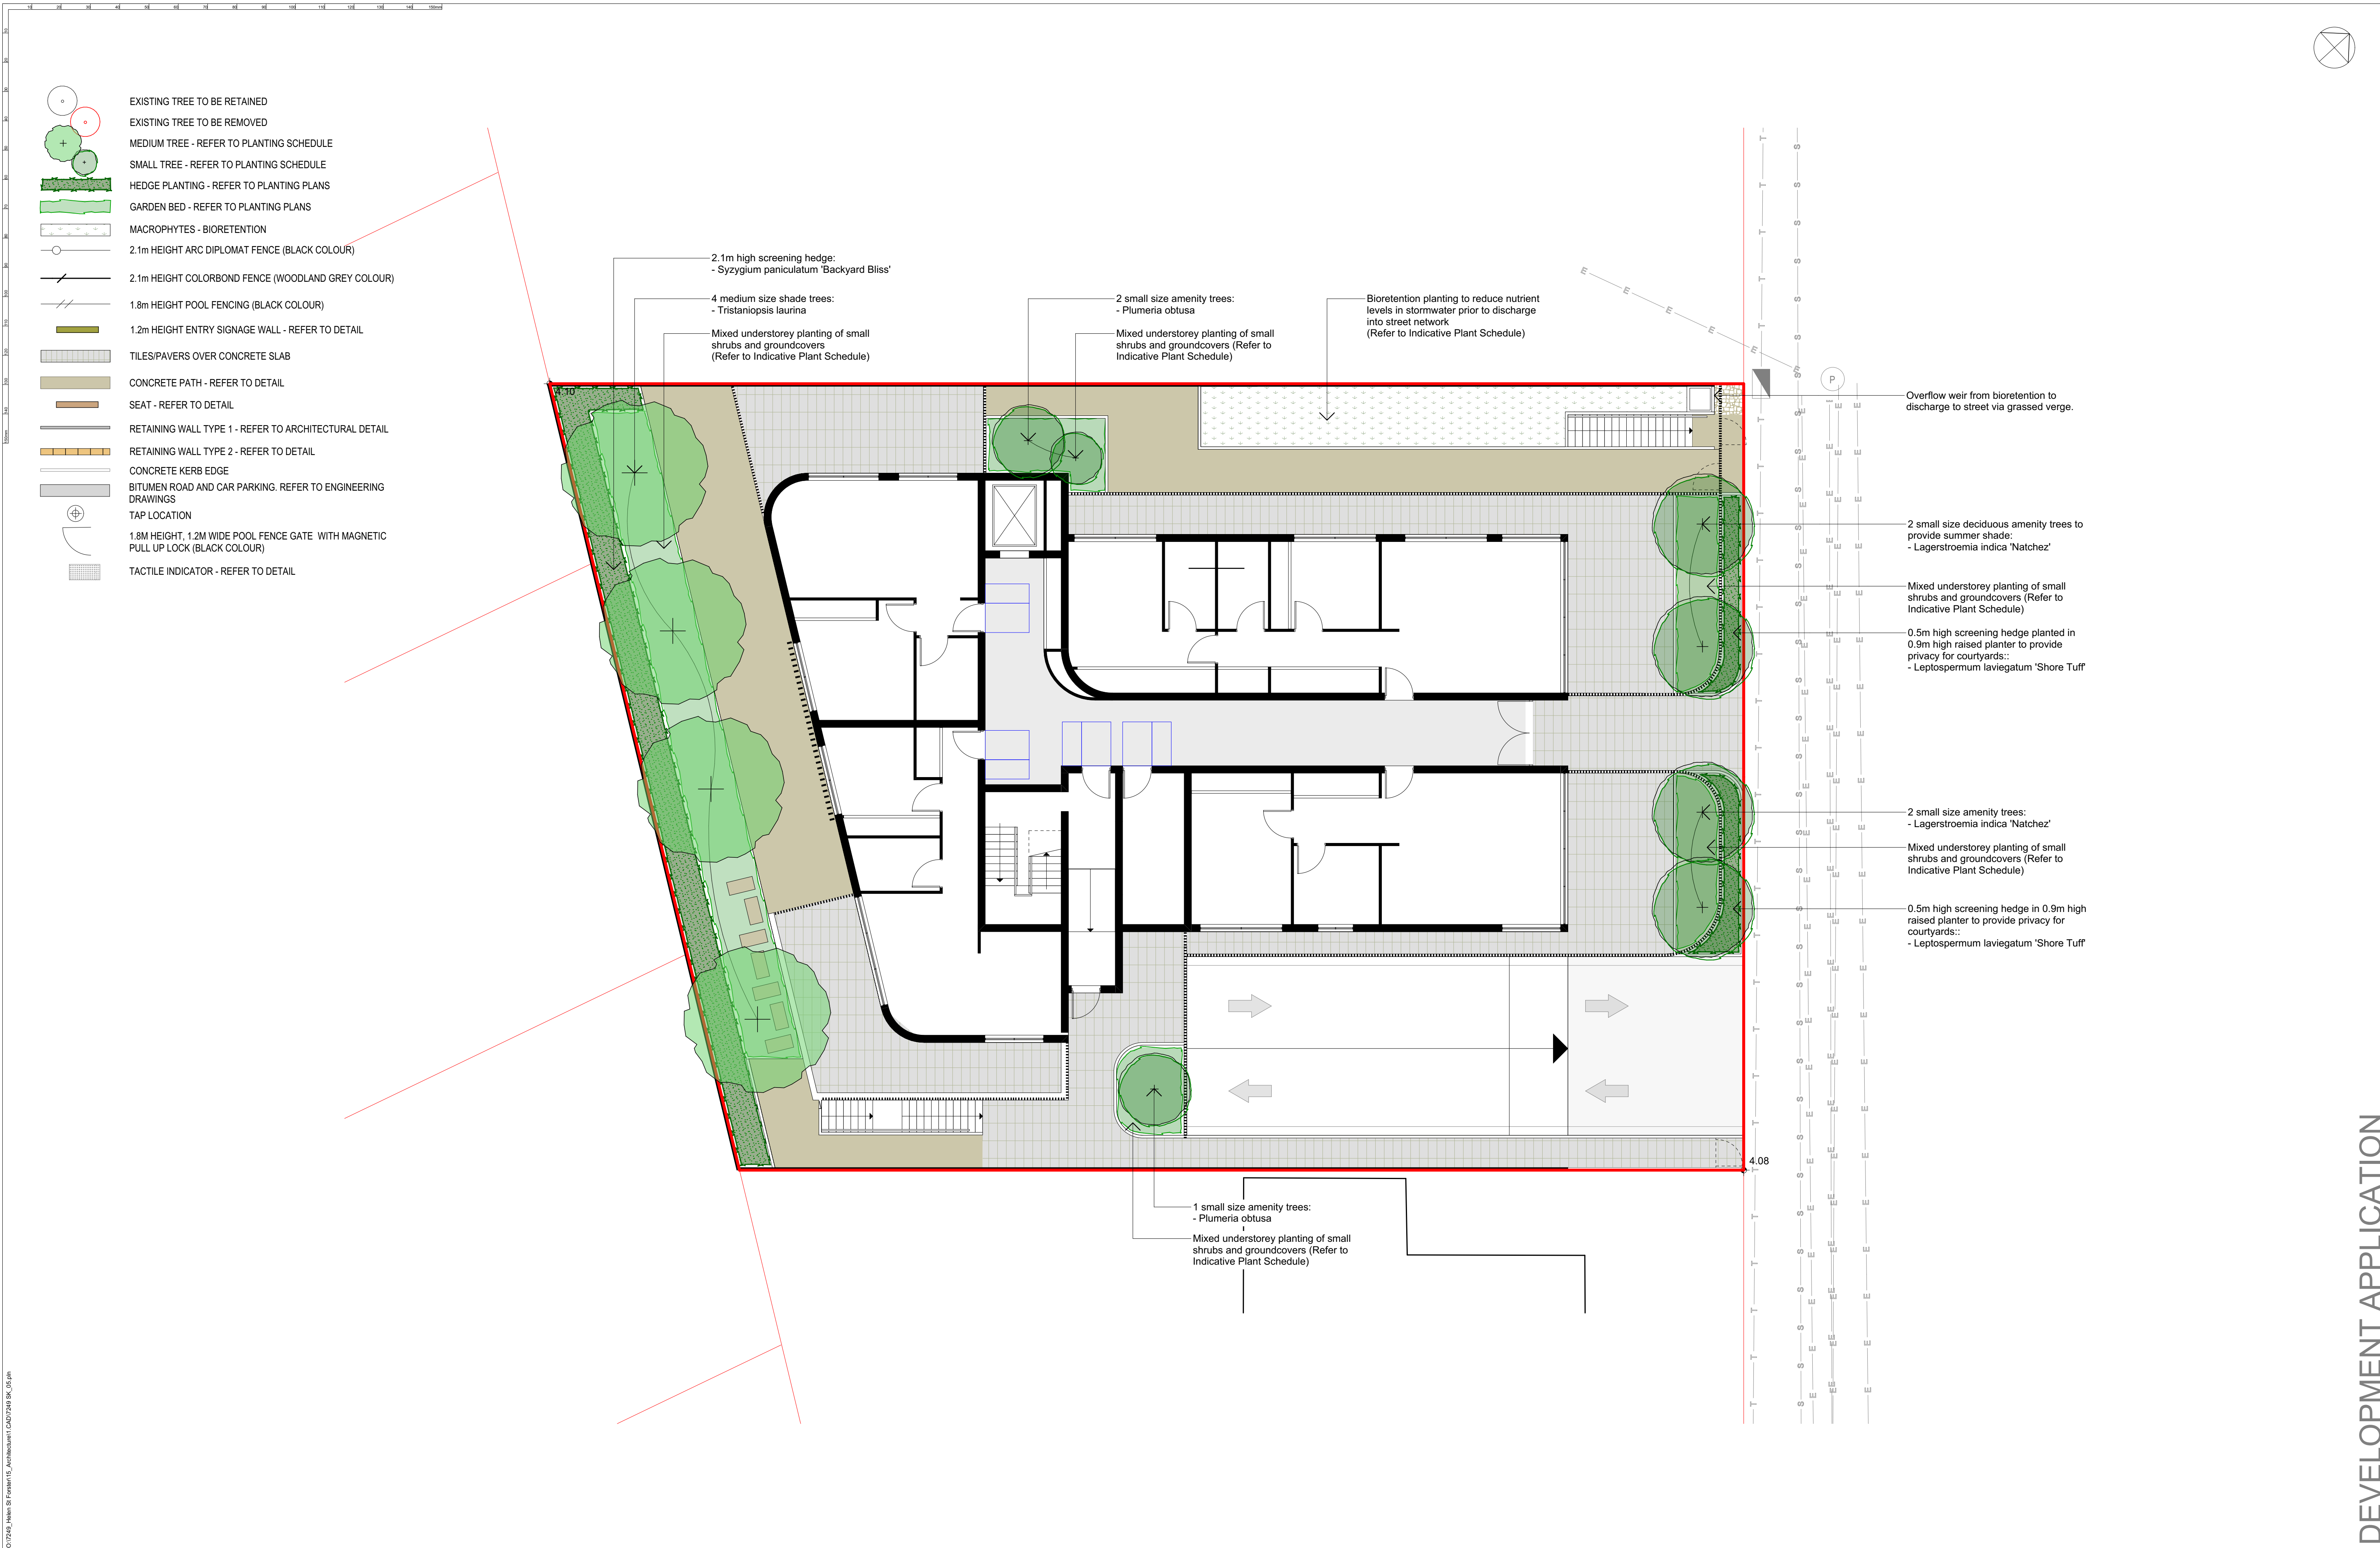 10 20 30 40 50 60 70 80 90 100 110 120 130 140 150mm
EXISTING TREE TO BE RETAINED
EXISTING TREE TO BE REMOVED
MEDIUM TREE - REFER TO PLANTING SCHEDULE
SMALL TREE - REFER TO PLANTING SCHEDULE
HEDGE PLANTING - REFER TO PLANTING PLANS
GARDEN BED - REFER TO PLANTING PLANS
MACROPHYTES - BIORETENTION
2.1m HEIGHT ARC DIPLOMAT FENCE (BLACK COLOUR)
2.1m HEIGHT COLORBOND FENCE (WOODLAND GREY COLOUR)
1.8m HEIGHT POOL FENCING (BLACK COLOUR)
1.2m HEIGHT ENTRY SIGNAGE WALL - REFER TO DETAIL
TILES/PAVERS OVER CONCRETE SLAB
CONCRETE PATH - REFER TO DETAIL
SEAT - REFER TO DETAIL
RETAINING WALL TYPE 1 - REFER TO ARCHITECTURAL DETAIL
RETAINING WALL TYPE 2 - REFER TO DETAIL
CONCRETE KERB EDGE
BITUMEN ROAD AND CAR PARKING. REFER TO ENGINEERING
DRAWINGS
TAP LOCATION
1.8M HEIGHT, 1.2M WIDE POOL FENCE GATE WITH MAGNETIC
PULL UP LOCK (BLACK COLOUR)
TACTILE INDICATOR - REFER TO DETAIL
2.1m high screening hedge:
- Syzygium paniculatum 'Backyard Bliss'
4 medium size shade trees:
- Tristaniopsis laurina
Mixed understorey planting of small
shrubs and groundcovers
(Refer to Indicative Plant Schedule)
2 small size amenity trees:
- Plumeria obtusa
Mixed understorey planting of small
shrubs and groundcovers (Refer to
Indicative Plant Schedule)
Bioretention planting to reduce nutrient
levels in stormwater prior to discharge
into street network
(Refer to Indicative Plant Schedule)
4.10
P
Overflow weir from bioretention to
discharge to street via grassed verge.
2 small size deciduous amenity trees to
provide summer shade:
- Lagerstroemia indica 'Natchez'
Mixed understorey planting of small
shrubs and groundcovers (Refer to
Indicative Plant Schedule)
0.5m high screening hedge planted in
0.9m high raised planter to provide
privacy for courtyards::
- Leptospermum laviegatum 'Shore Tuff'
2 small size amenity trees:
- Lagerstroemia indica 'Natchez'
Mixed understorey planting of small
shrubs and groundcovers (Refer to
Indicative Plant Schedule)
0.5m high screening hedge in 0.9m high
raised planter to provide privacy for
courtyards::
- Leptospermum laviegatum 'Shore Tuff'
4.08
1 small size amenity trees:
- Plumeria obtusa
Mixed understorey planting of small
shrubs and groundcovers (Refer to
Indicative Plant Schedule)
DEVELOPMENT APPLICATION